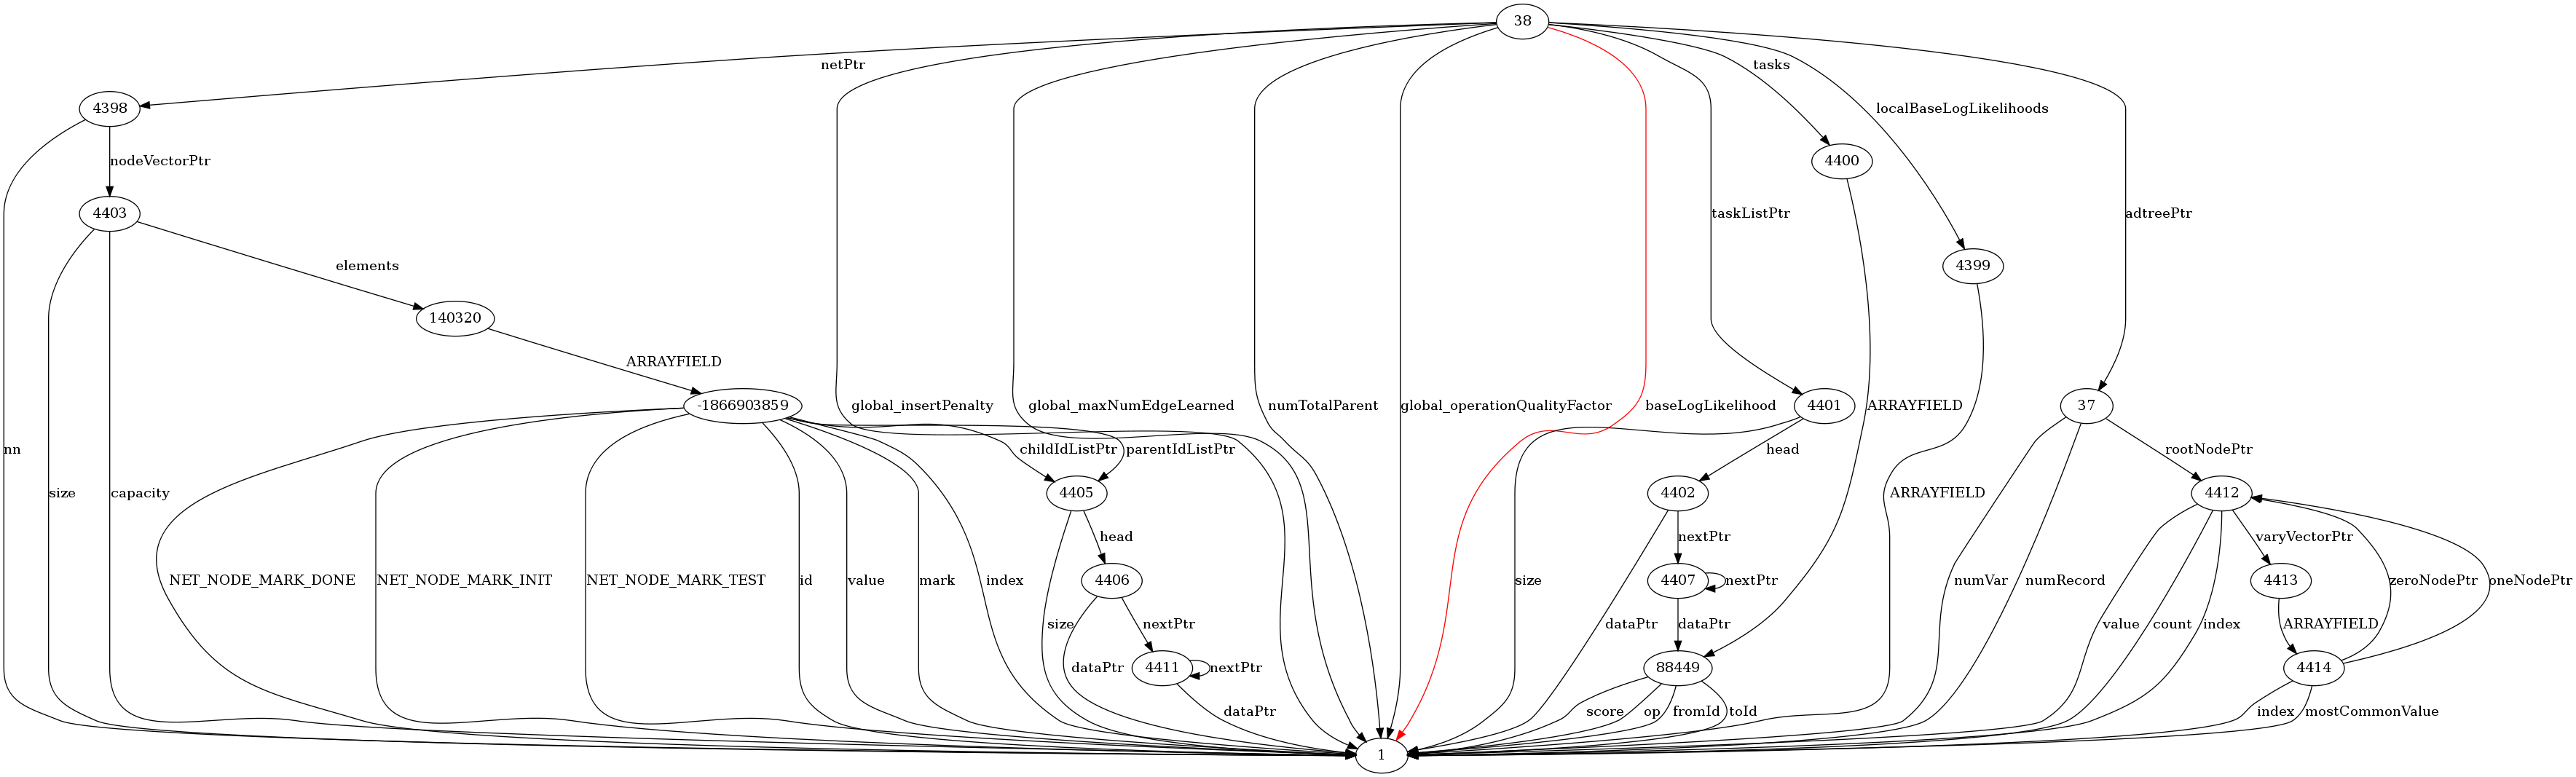 38
netPtr
tasks
4398
localBaseLogLikelihoods
nodeVectorPtr
4400
4403
taskListPtr
adtreePtr
elements
4399
140320
ARRAYFIELD
-1866903859
global_insertPenalty
global_maxNumEdgeLearned
numTotalParent
global_operationQualityFactor
baseLogLikelihood
4401
ARRAYFIELD
37
nn
childIdListPtr
parentIdListPtr
head
rootNodePtr
size
capacity
4405
4402
ARRAYFIELD
4412
head
nextPtr
varyVectorPtr
NET_NODE_MARK_DONE
NET_NODE_MARK_INIT
NET_NODE_MARK_TEST
id
value
mark
index
4406
size
4407
nextPtr
numVar
numRecord
4413
zeroNodePtr
oneNodePtr
size
nextPtr
dataPtr
dataPtr
value
count
index
ARRAYFIELD
dataPtr
4411
nextPtr
88449
4414
dataPtr
score
op
fromId
toId
index
mostCommonValue
1